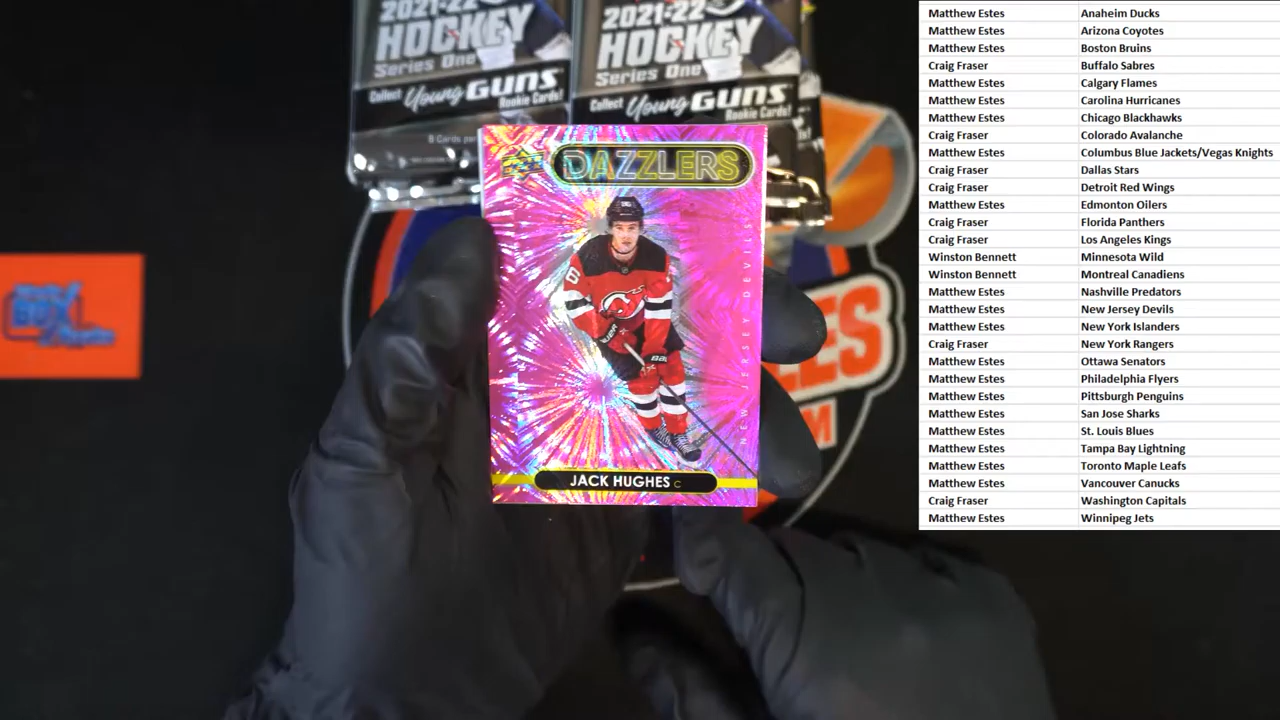 2021-22
HOCKEY
Series One
Collect Young GUNS
Rookie Cards!
8 Cards per
2021-22
HOCKEY
Series One
Collect Young GUNS
Rookie Cards!
DAZZLERS
NEW JERSEY DEVILS
JACK HUGHES C
BOX
Matthew Estes Anaheim Ducks
Matthew Estes Arizona Coyotes
Matthew Estes Boston Bruins
Craig Fraser Buffalo Sabres
Matthew Estes Calgary Flames
Matthew Estes Carolina Hurricanes
Matthew Estes Chicago Blackhawks
Craig Fraser Colorado Avalanche
Matthew Estes Columbus Blue Jackets/Vegas Knights
Craig Fraser Dallas Stars
Craig Fraser Detroit Red Wings
Matthew Estes Edmonton Oilers
Craig Fraser Florida Panthers
Craig Fraser Los Angeles Kings
Winston Bennett Minnesota Wild
Winston Bennett Montreal Canadiens
Matthew Estes Nashville Predators
Matthew Estes New Jersey Devils
Matthew Estes New York Islanders
Craig Fraser New York Rangers
Matthew Estes Ottawa Senators
Matthew Estes Philadelphia Flyers
Matthew Estes Pittsburgh Penguins
Matthew Estes San Jose Sharks
Matthew Estes St. Louis Blues
Matthew Estes Tampa Bay Lightning
Matthew Estes Toronto Maple Leafs
Matthew Estes Vancouver Canucks
Craig Fraser Washington Capitals
Matthew Estes Winnipeg Jets